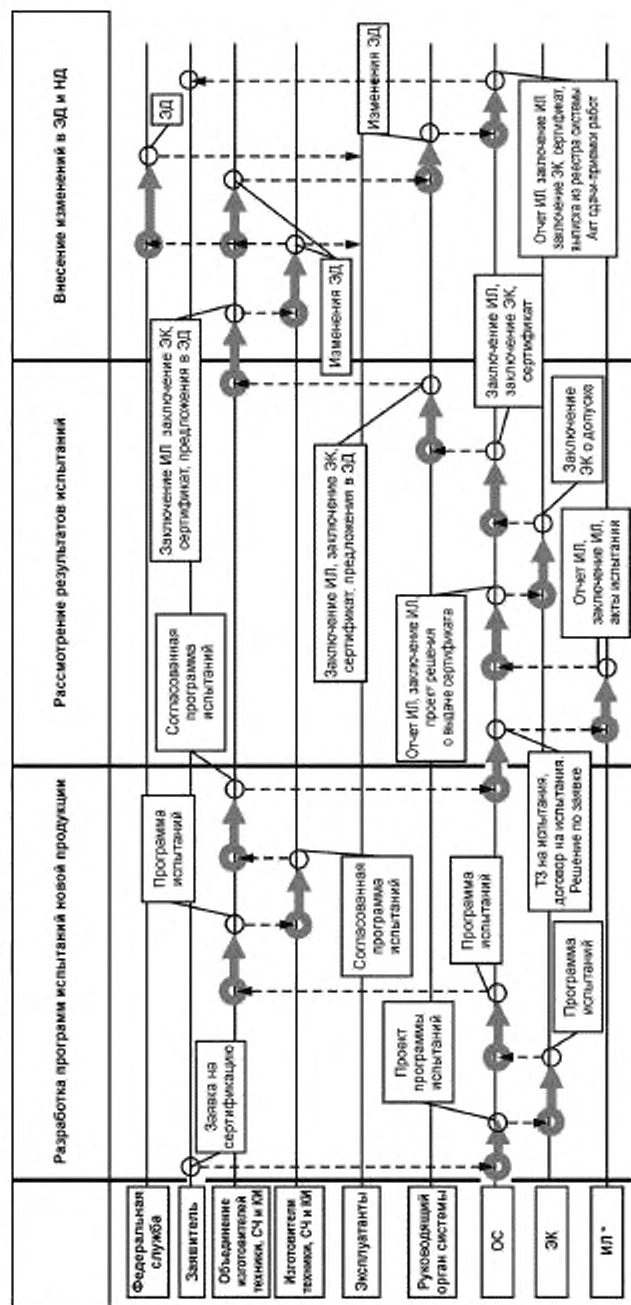 Разработка программ испытаний новой продукции
Рассмотрение результатов испытаний
Внесение изменений в ЭД и НД
Федеральная
служба
Заявитель
Объединение
изготовителей
техники, СЧ и КИ
Изготовители
техники, СЧ и КИ
Эксплуатанты
Руководящий
орган системы
ОС
ЭК
ИЛ*
Заявка на
сертификацию
Проект
программы
испытаний
Программа
испытаний
Программа
испытаний
Программа
испытаний
Согласованная
программа
испытаний
Согласованная
программа
испытаний
ТЗ на испытания,
договор на испытания.
Решение по заявке
Отчет ИЛ,
заключение ИЛ,
акты испытаний
Отчет ИЛ, заключение ИЛ,
проект решения
о выдаче сертификата
Заключение
ЭК о допуске
Заключение ИЛ,
заключение ЭК,
сертификат
Заключение ИЛ, заключение ЭК,
сертификат, предложения в ЭД
Заключение ИЛ, заключение ЭК,
сертификат, предложения в ЭД
Изменения ЭД
ЭД
Изменения ЭД
Отчет ИЛ, заключение ИЛ,
заключение ЭК, сертификат,
выписка из реестра системы
Акт сдачи-приемки работ